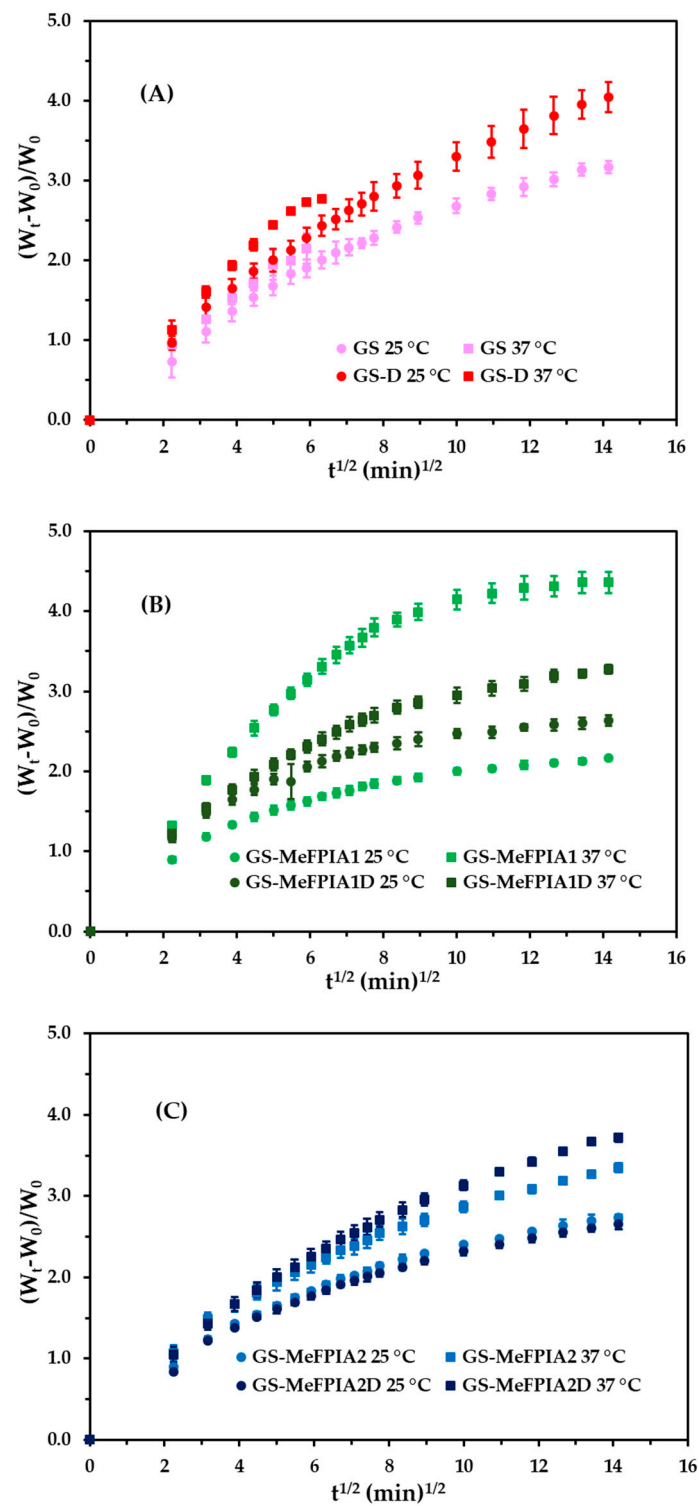 5.0
(A)
4.0
3.0
(Wt-W0)/W0
2.0
1.0
GS 25 °C GS 37 °C
GS-D 25 °C GS-D 37 °C
0.0
0 2 4 6 8 10 12 14 16
t1/2 (min)1/2
5.0
(B)
4.0
3.0
(Wt-W0)/W0
2.0
1.0
GS-MeFPIA1 25 °C GS-MeFPIA1 37 °C
GS-MeFPIA1D 25 °C GS-MeFPIA1D 37 °C
0.0
0 2 4 6 8 10 12 14 16
t1/2 (min)1/2
5.0
(C)
4.0
3.0
(Wt-W0)/W0
2.0
1.0
GS-MeFPIA2 25 °C GS-MeFPIA2 37 °C
GS-MeFPIA2D 25 °C GS-MeFPIA2D 37 °C
0.0
0 2 4 6 8 10 12 14 16
t1/2 (min)1/2